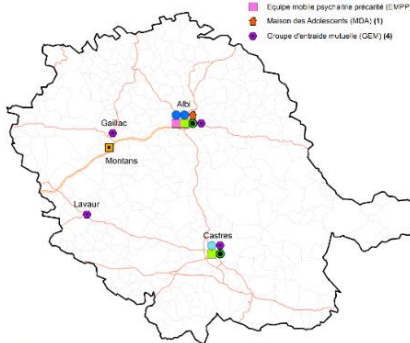 Equipe mobile psychiatrie précarité (EMPP)
Maison des Adolescents (MDA) (1)
Groupe d'entraide mutuelle (GEM) (4)
Albi
Gaillac
Montans
Lavaur
Castres